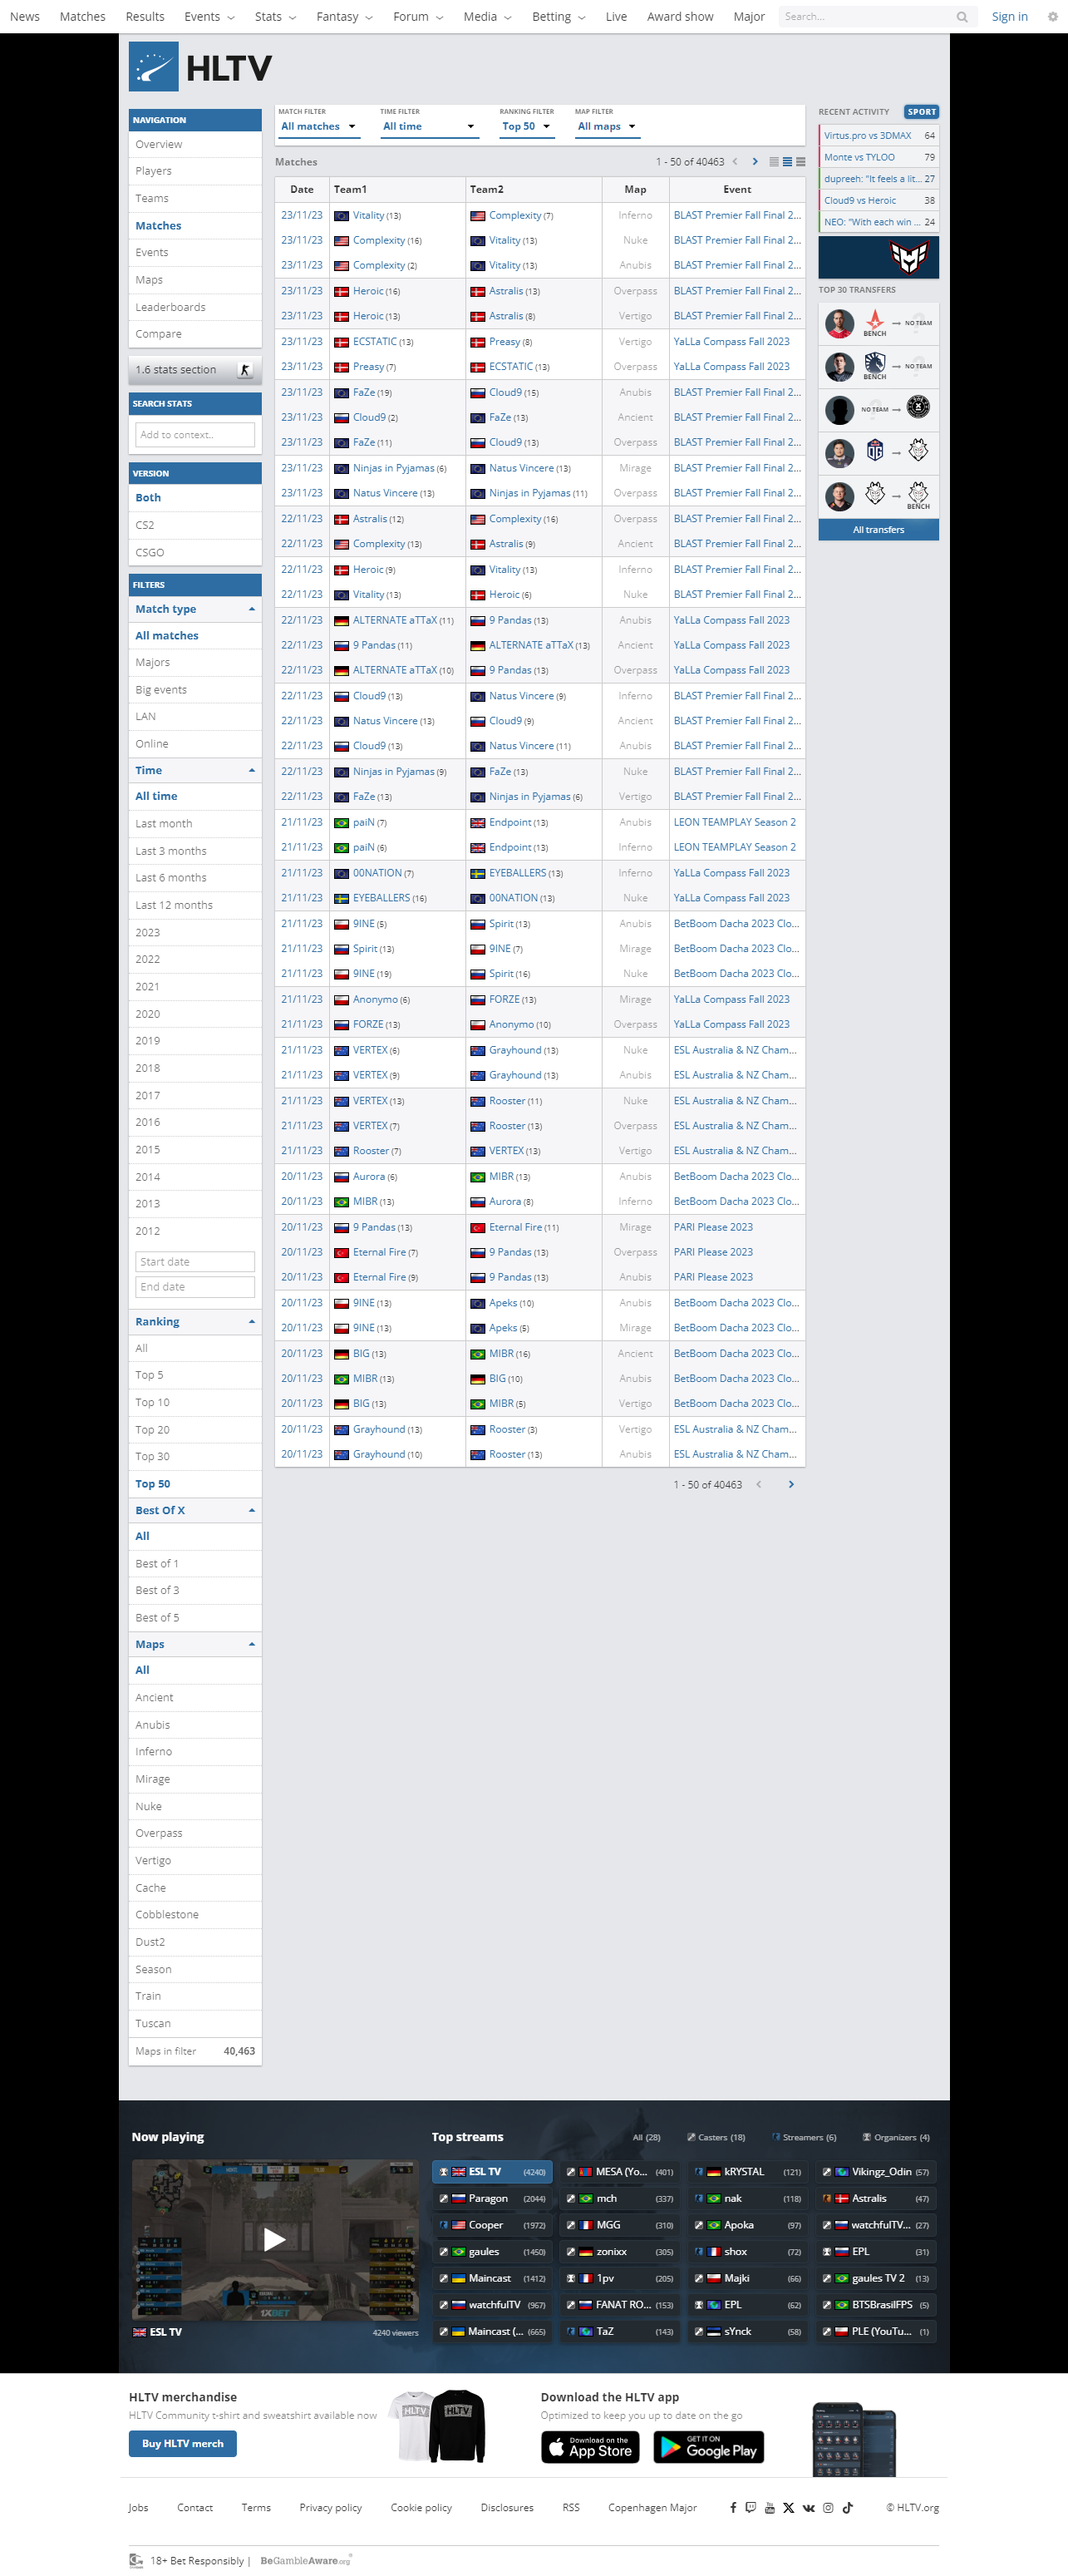 News Matches Results Events Stats Fantasy Forum Media Betting Live Award show Major Search... Sign in
HLTV
NAVIGATION
Overview
Players
Teams
Matches
Events
Maps
Leaderboards
Compare
1.6 stats section
SEARCH STATS
Add to context..
VERSION
Both
CS2
CSGO
FILTERS
Match type
All matches
Majors
Big events
LAN
Online
Time
All time
Last month
Last 3 months
Last 6 months
Last 12 months
2023
2022
2021
2020
2019
2018
2017
2016
2015
2014
2013
2012
Start date
End date
Ranking
All
Top 5
Top 10
Top 20
Top 30
Top 50
Best Of X
All
Best of 1
Best of 3
Best of 5
Maps
All
Ancient
Anubis
Inferno
Mirage
Nuke
Overpass
Vertigo
Cache
Cobblestone
Dust2
Season
Train
Tuscan
Maps in filter 40,463
MATCH FILTER TIME FILTER RANKING FILTER MAP FILTER
All matches All time Top 50 All maps
Matches 1 - 50 of 40463
Date Team1 Team2 Map Event
23/11/23 Vitality (13) Complexity (7) Inferno BLAST Premier Fall Final 2...
23/11/23 Complexity (16) Vitality (13) Nuke BLAST Premier Fall Final 2...
23/11/23 Complexity (2) Vitality (13) Anubis BLAST Premier Fall Final 2...
23/11/23 Heroic (16) Astralis (13) Overpass BLAST Premier Fall Final 2...
23/11/23 Heroic (13) Astralis (8) Vertigo BLAST Premier Fall Final 2...
23/11/23 ECSTATIC (13) Preasy (8) Vertigo YaLLa Compass Fall 2023
23/11/23 Preasy (7) ECSTATIC (13) Overpass YaLLa Compass Fall 2023
23/11/23 FaZe (19) Cloud9 (15) Anubis BLAST Premier Fall Final 2...
23/11/23 Cloud9 (2) FaZe (13) Ancient BLAST Premier Fall Final 2...
23/11/23 FaZe (11) Cloud9 (13) Overpass BLAST Premier Fall Final 2...
23/11/23 Ninjas in Pyjamas (6) Natus Vincere (13) Mirage BLAST Premier Fall Final 2...
23/11/23 Natus Vincere (13) Ninjas in Pyjamas (11) Overpass BLAST Premier Fall Final 2...
22/11/23 Astralis (12) Complexity (16) Overpass BLAST Premier Fall Final 2...
22/11/23 Complexity (13) Astralis (9) Ancient BLAST Premier Fall Final 2...
22/11/23 Heroic (9) Vitality (13) Inferno BLAST Premier Fall Final 2...
22/11/23 Vitality (13) Heroic (6) Nuke BLAST Premier Fall Final 2...
22/11/23 ALTERNATE aTTaX (11) 9 Pandas (13) Anubis YaLLa Compass Fall 2023
22/11/23 9 Pandas (11) ALTERNATE aTTaX (13) Ancient YaLLa Compass Fall 2023
22/11/23 ALTERNATE aTTaX (10) 9 Pandas (13) Overpass YaLLa Compass Fall 2023
22/11/23 Cloud9 (13) Natus Vincere (9) Inferno BLAST Premier Fall Final 2...
22/11/23 Natus Vincere (13) Cloud9 (9) Ancient BLAST Premier Fall Final 2...
22/11/23 Cloud9 (13) Natus Vincere (11) Anubis BLAST Premier Fall Final 2...
22/11/23 Ninjas in Pyjamas (9) FaZe (13) Nuke BLAST Premier Fall Final 2...
22/11/23 FaZe (13) Ninjas in Pyjamas (6) Vertigo BLAST Premier Fall Final 2...
21/11/23 paiN (7) Endpoint (13) Anubis LEON TEAMPLAY Season 2
21/11/23 paiN (6) Endpoint (13) Inferno LEON TEAMPLAY Season 2
21/11/23 00NATION (7) EYEBALLERS (13) Inferno YaLLa Compass Fall 2023
21/11/23 EYEBALLERS (16) 00NATION (13) Nuke YaLLa Compass Fall 2023
21/11/23 9INE (5) Spirit (13) Anubis BetBoom Dacha 2023 Clo...
21/11/23 Spirit (13) 9INE (7) Mirage BetBoom Dacha 2023 Clo...
21/11/23 9INE (19) Spirit (16) Nuke BetBoom Dacha 2023 Clo...
21/11/23 Anonymo (6) FORZE (13) Mirage YaLLa Compass Fall 2023
21/11/23 FORZE (13) Anonymo (10) Overpass YaLLa Compass Fall 2023
21/11/23 VERTEX (6) Grayhound (13) Nuke ESL Australia & NZ Cham...
21/11/23 VERTEX (9) Grayhound (13) Anubis ESL Australia & NZ Cham...
21/11/23 VERTEX (13) Rooster (11) Nuke ESL Australia & NZ Cham...
21/11/23 VERTEX (7) Rooster (13) Overpass ESL Australia & NZ Cham...
21/11/23 Rooster (7) VERTEX (13) Vertigo ESL Australia & NZ Cham...
20/11/23 Aurora (6) MIBR (13) Anubis BetBoom Dacha 2023 Clo...
20/11/23 MIBR (13) Aurora (8) Inferno BetBoom Dacha 2023 Clo...
20/11/23 9 Pandas (13) Eternal Fire (11) Mirage PARI Please 2023
20/11/23 Eternal Fire (7) 9 Pandas (13) Overpass PARI Please 2023
20/11/23 Eternal Fire (9) 9 Pandas (13) Anubis PARI Please 2023
20/11/23 9INE (13) Apeks (10) Anubis BetBoom Dacha 2023 Clo...
20/11/23 9INE (13) Apeks (5) Mirage BetBoom Dacha 2023 Clo...
20/11/23 BIG (13) MIBR (16) Ancient BetBoom Dacha 2023 Clo...
20/11/23 MIBR (13) BIG (10) Anubis BetBoom Dacha 2023 Clo...
20/11/23 BIG (13) MIBR (5) Vertigo BetBoom Dacha 2023 Clo...
20/11/23 Grayhound (13) Rooster (3) Vertigo ESL Australia & NZ Cham...
20/11/23 Grayhound (10) Rooster (13) Anubis ESL Australia & NZ Cham...
1 - 50 of 40463
RECENT ACTIVITY SPORT
Virtus.pro vs 3DMAX 64
Monte vs TYLOO 79
dupreeh: "It feels a lit... 27
Cloud9 vs Heroic 38
NEO: "With each win ... 24
TOP 30 TRANSFERS
BENCH NO TEAM
BENCH NO TEAM
NO TEAM
OG
BENCH
All transfers
Now playing
1XBET
ESL TV 4240 viewers
Top streams All (28) Casters (18) Streamers (6) Organizers (4)
ESL TV (4240) MESA (Yo... (401) kRYSTAL (121) Vikingz_Odin (57)
Paragon (2044) mch (337) nak (118) Astralis (47)
Cooper (1972) MGG (310) Apoka (97) watchfulTV... (27)
gaules (1450) zonixx (305) shox (72) EPL (31)
Maincast (1412) 1pv (205) Majki (66) gaules TV 2 (13)
watchfulTV (967) FANAT RO... (153) EPL (62) BTSBrasilFPS (5)
Maincast (... (665) TaZ (143) sYnck (58) PLE (YouTu... (1)
HLTV merchandise
HLTV Community t-shirt and sweatshirt available now
Buy HLTV merch
HLTV HLTV
Download the HLTV app
Optimized to keep you up to date on the go
Download on the App Store
GET IT ON Google Play
Jobs Contact Terms Privacy policy Cookie policy Disclosures RSS Copenhagen Major © HLTV.org
18+ Bet Responsibly | BeGambleAware.org